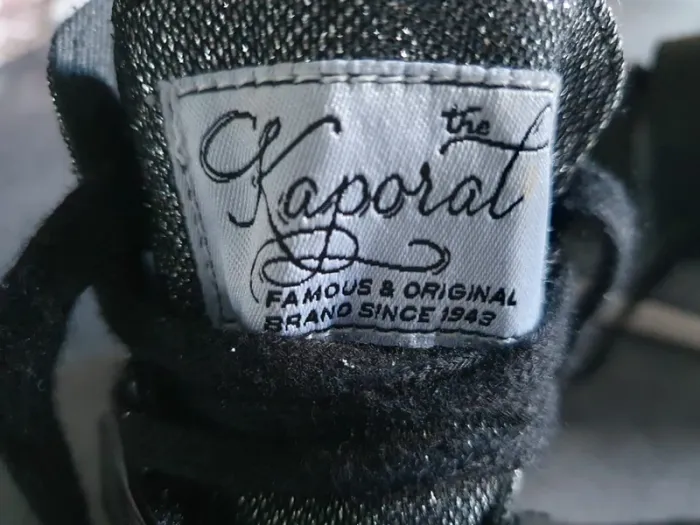 the
Kaporal
FAMOUS & ORIGINAL
BRAND SINCE 1943